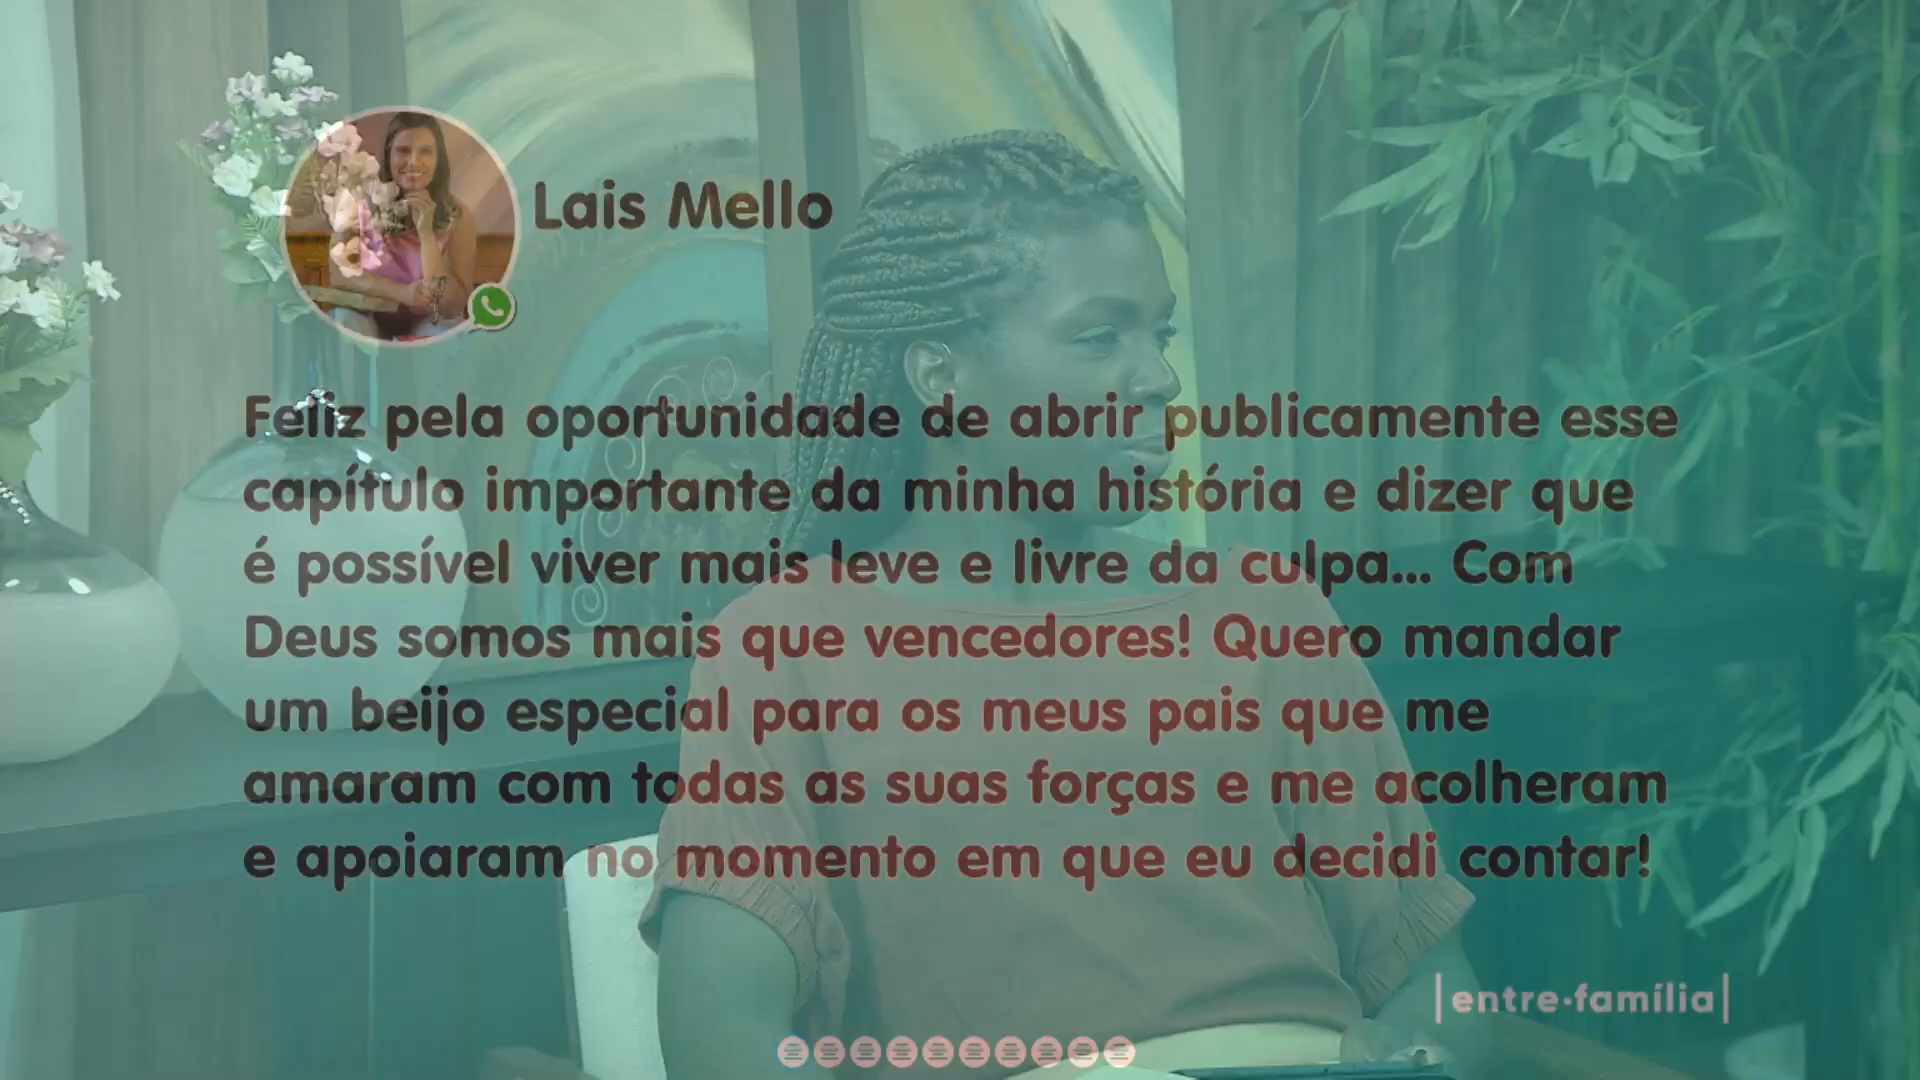 Lais Mello
Feliz pela oportunidade de abrir publicamente esse
capítulo importante da minha história e dizer que
é possível viver mais leve e livre da culpa... Com
Deus somos mais que vencedores! Quero mandar
um beijo especial para os meus pais que me
amaram com todas as suas forças e me acolheram
e apoiaram no momento em que eu decidi contar!
|entre·família|